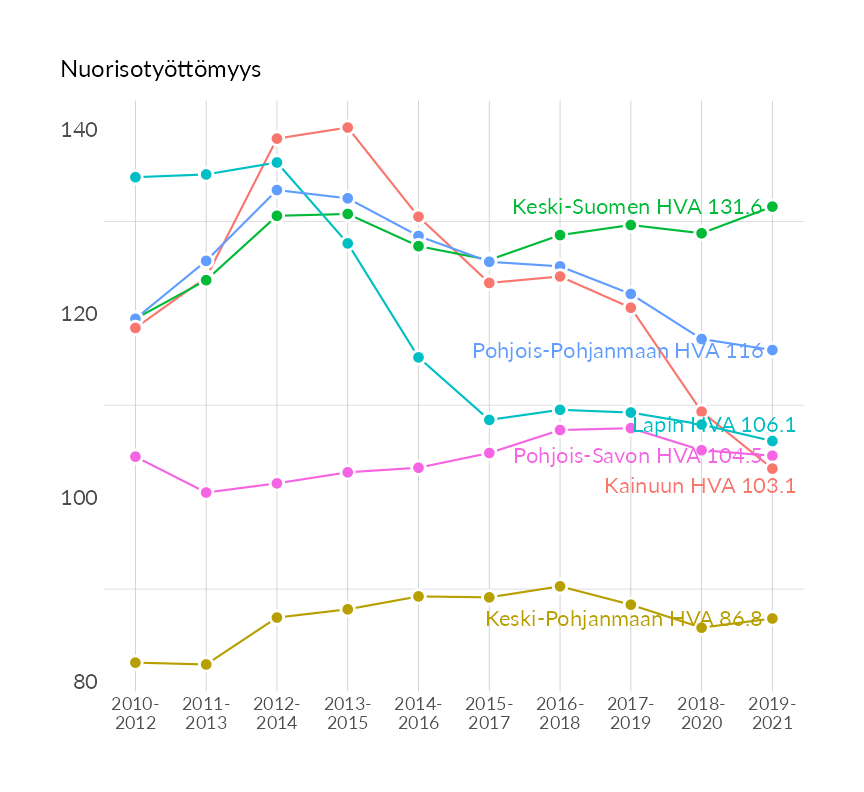 Nuorisotyöttömyys
140
Keski-Suomen HVA 131.6
120
Pohjois-Pohjanmaan HVA 116
Lapin HVA 106.1
Pohjois-Savon HVA 104.5
Kainuun HVA 103.1
100
Keski-Pohjanmaan HVA 86.8
80
2010- 2011- 2012- 2013- 2014- 2015- 2016- 2017- 2018- 2019-
2012 2013 2014 2015 2016 2017 2018 2019 2020 2021